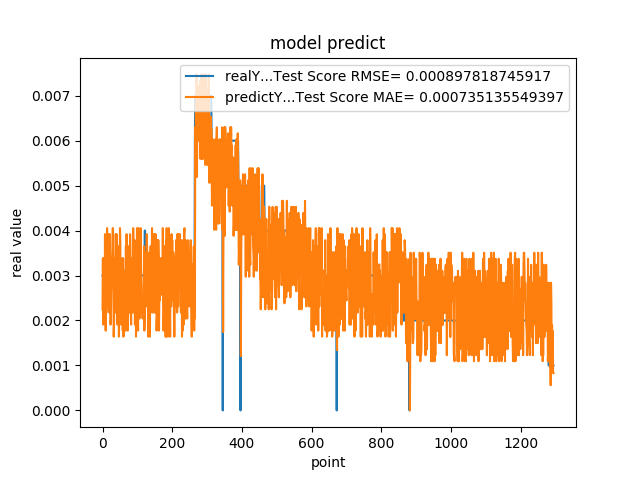 model predict
realY...Test Score RMSE= 0.000897818745917
predictY...Test Score MAE= 0.000735135549397
0.007
0.006
0.005
0.004
0.003
0.002
0.001
0.000
real value
0 200 400 600 800 1000 1200
point